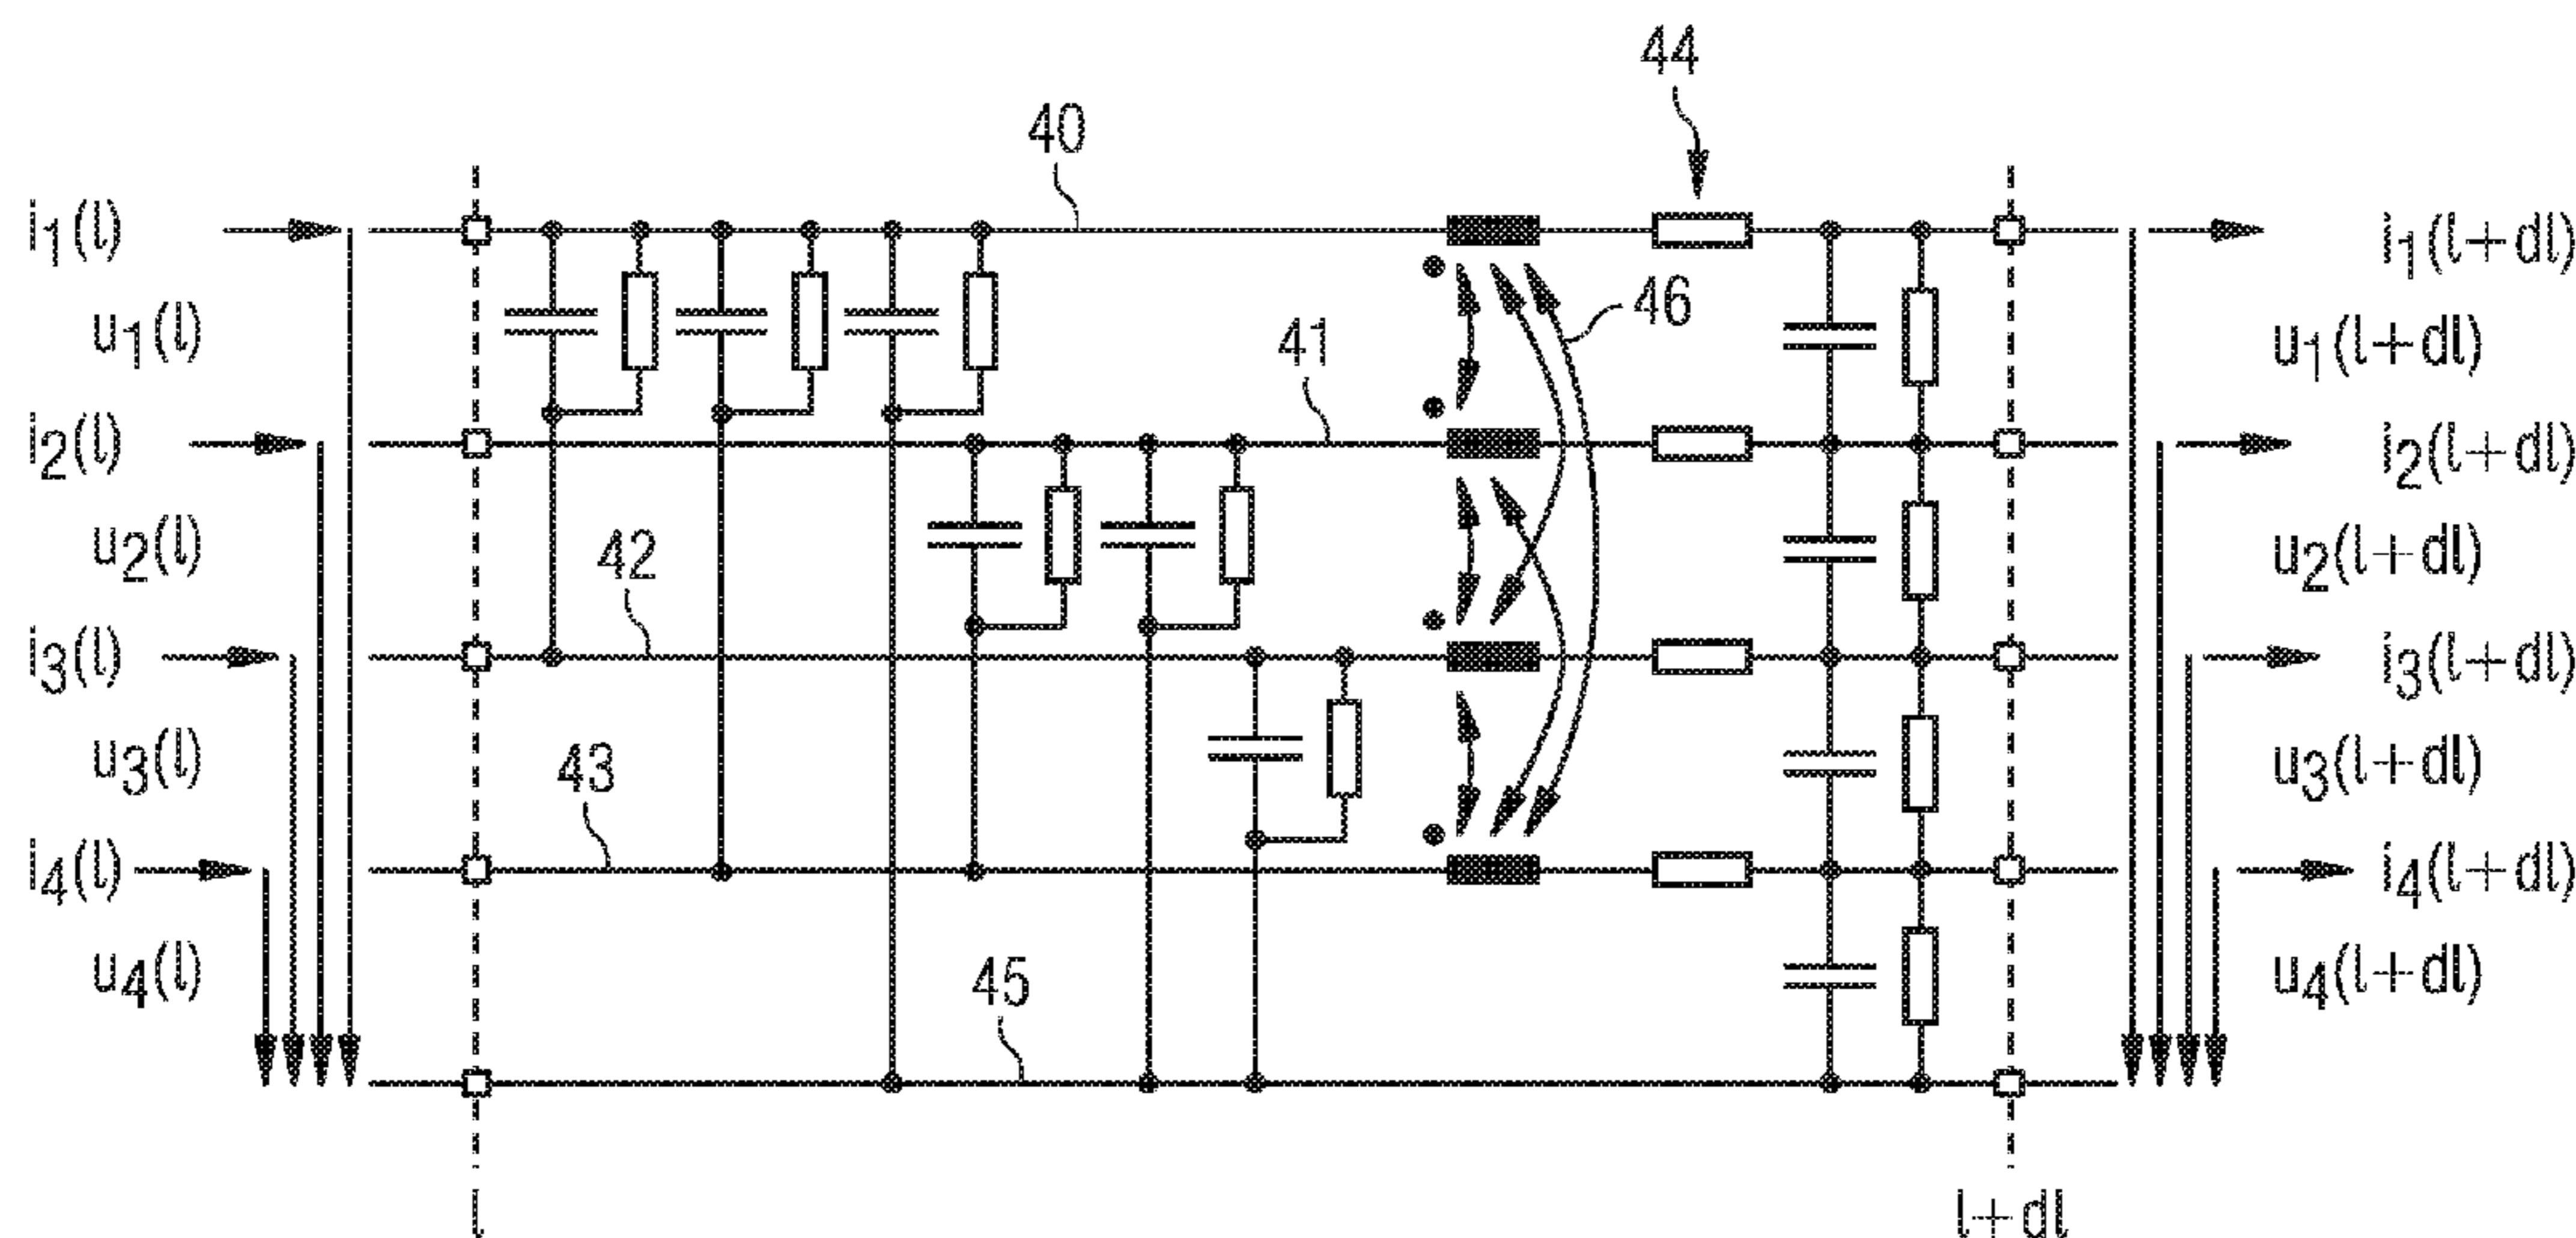 44
40
i₁(l)
i₁(l+dl)
u₁(l)
46
u₁(l+dl)
41
i₂(l)
i₂(l+dl)
u₂(l)
42
u₂(l+dl)
i₃(l)
i₃(l+dl)
u₃(l)
43
u₃(l+dl)
i₄(l)
i₄(l+dl)
u₄(l)
45
u₄(l+dl)
l
l+dl